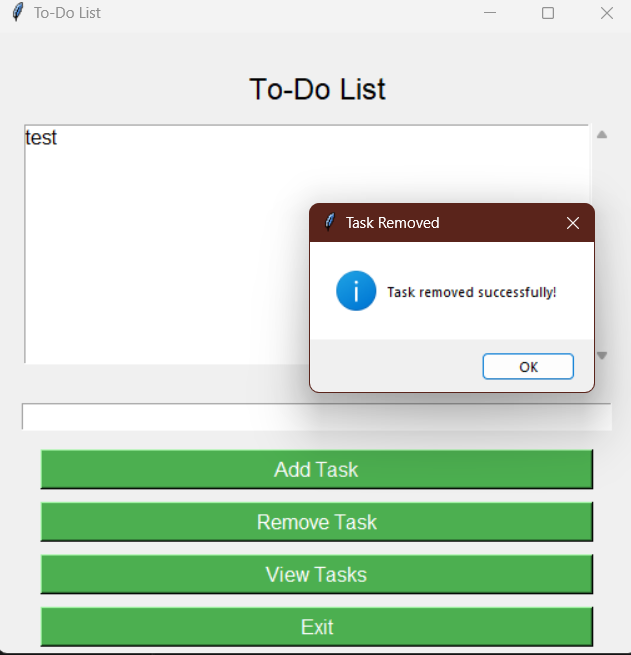 To-Do List
To-Do List
test
Task Removed
Task removed successfully!
OK
Add Task
Remove Task
View Tasks
Exit